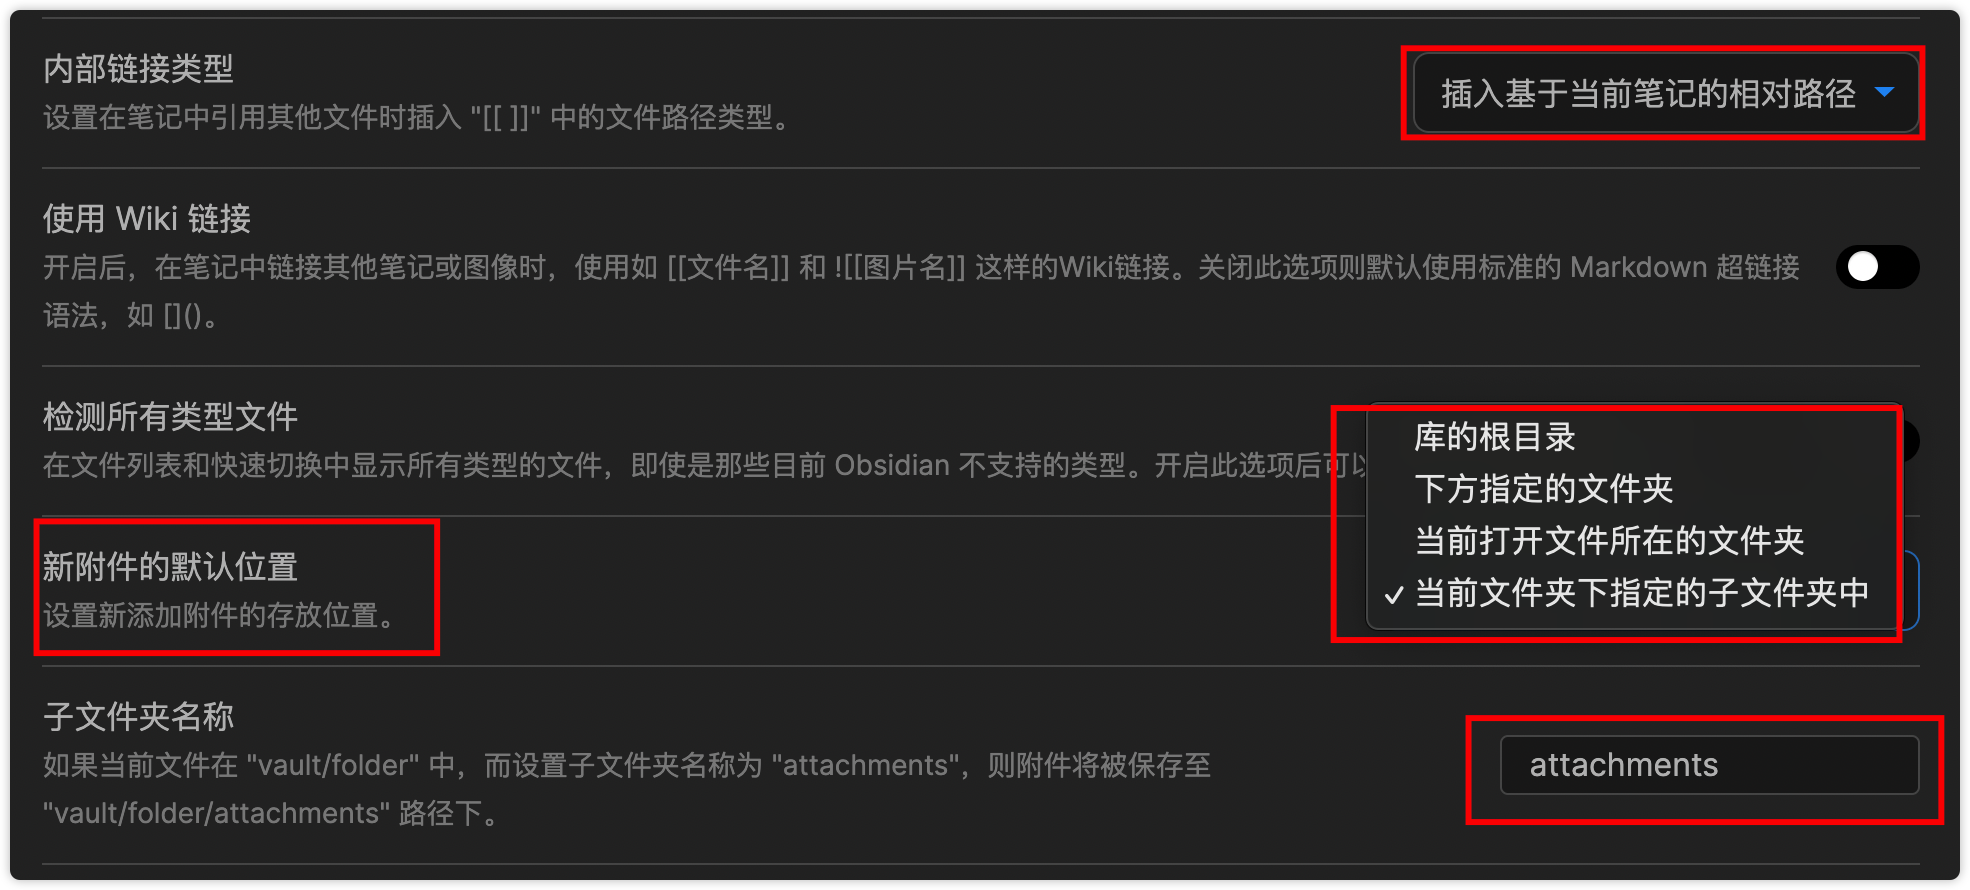 内部链接类型
设置在笔记中引用其他文件时插入 "[[ ]]" 中的文件路径类型。
插入基于当前笔记的相对路径
使用 Wiki 链接
开启后，在笔记中链接其他笔记或图像时，使用如 [[文件名]] 和 ![[图片名]] 这样的Wiki链接。关闭此选项则默认使用标准的 Markdown 超链接
语法，如 []()。
检测所有类型文件
在文件列表和快速切换中显示所有类型的文件，即使是那些目前 Obsidian 不支持的类型。开启此选项后可以
库的根目录
下方指定的文件夹
当前打开文件所在的文件夹
✓ 当前文件夹下指定的子文件夹中
新附件的默认位置
设置新添加附件的存放位置。
子文件夹名称
如果当前文件在 "vault/folder" 中，而设置子文件夹名称为 "attachments"，则附件将被保存至
"vault/folder/attachments" 路径下。
attachments